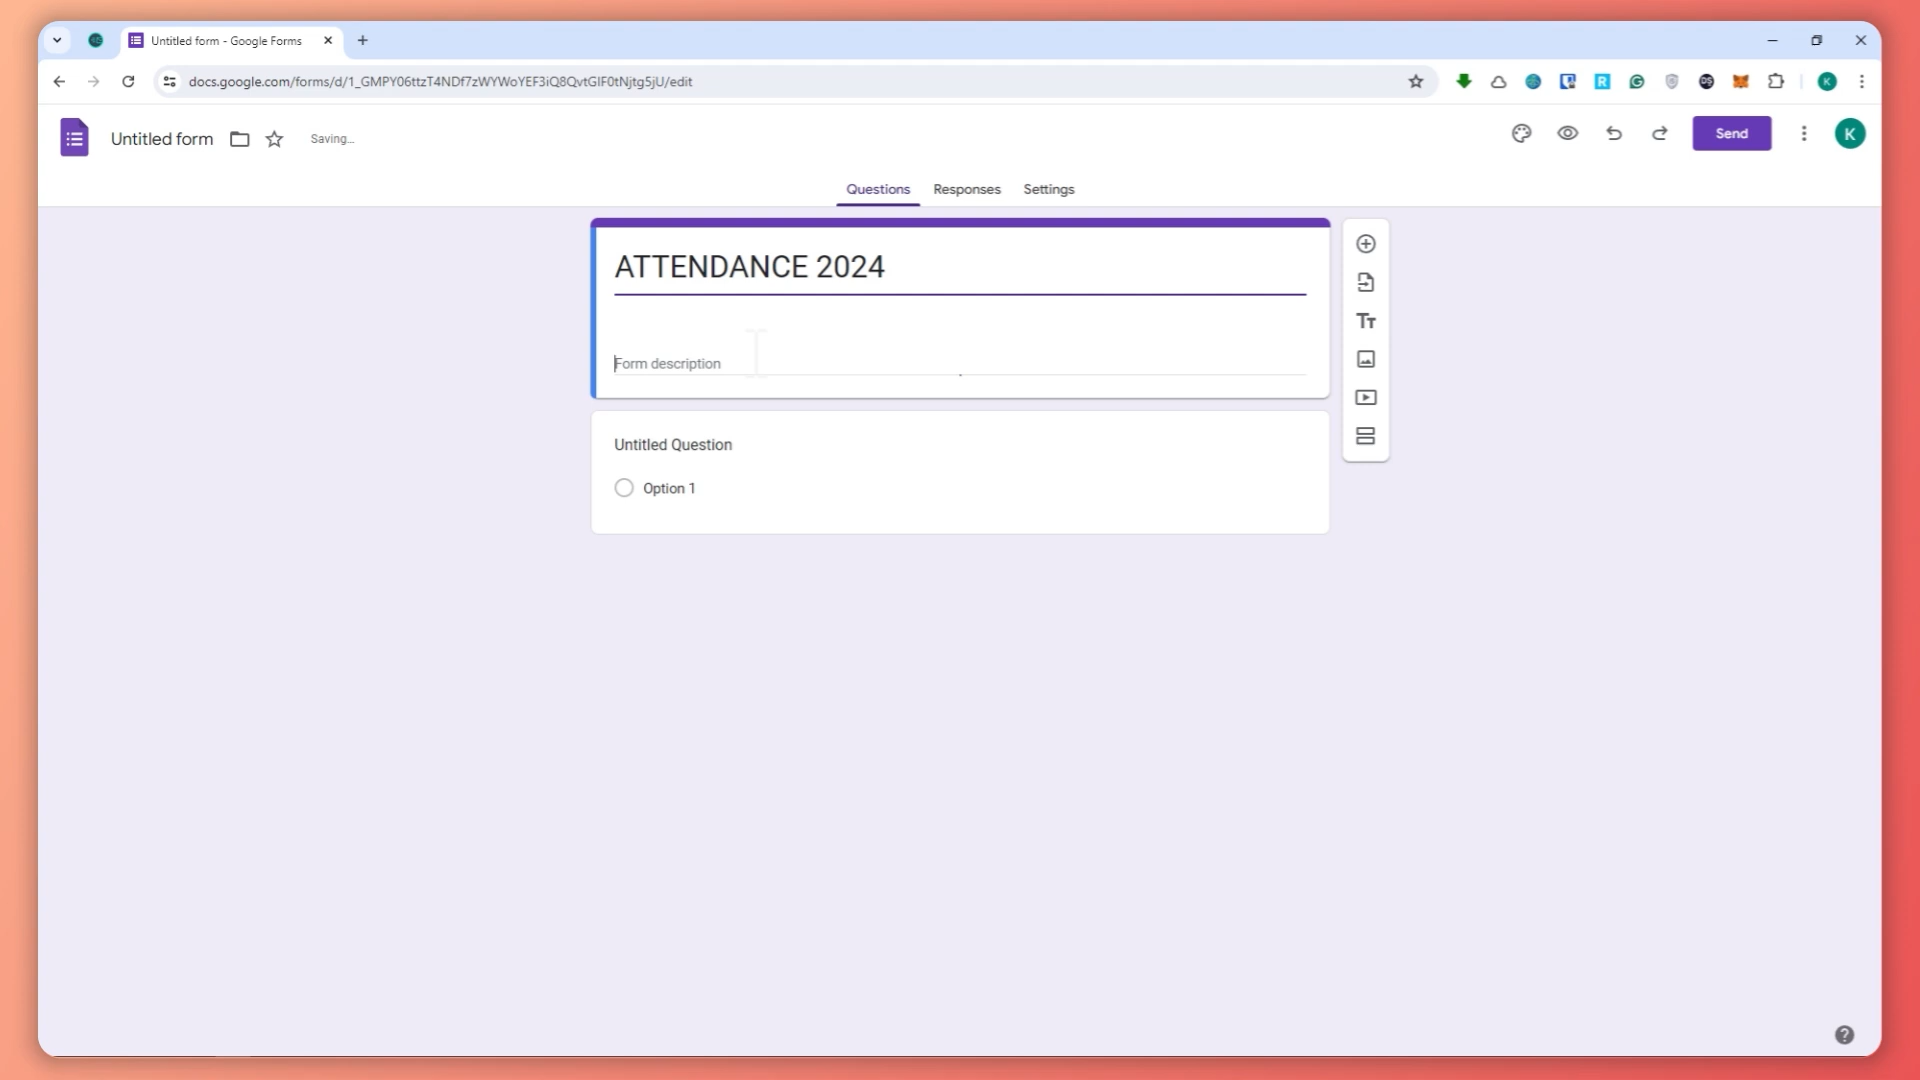 Untitled form - Google Forms
docs.google.com/forms/d/1_GMPY06ttzT4NDf7zWYWoYEF3iQ8QvtGlF0tNjtg5jU/edit
K
Untitled form
Saving...
Send
K
Questions
Responses
Settings
ATTENDANCE 2024
Form description
Untitled Question
Option 1